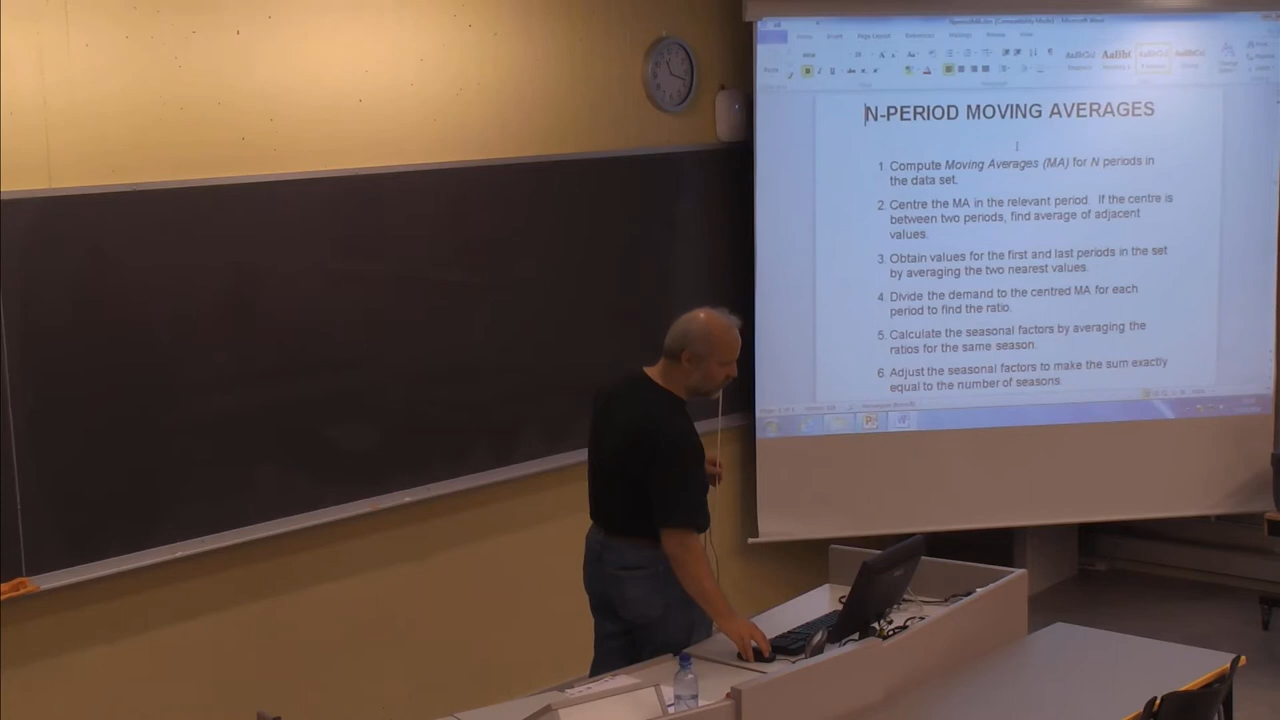 N-PERIOD MOVING AVERAGES
1 Compute Moving Averages (MA) for N periods in
the data set.
2 Centre the MA in the relevant period. If the centre is
between two periods, find average of adjacent
values.
3. Obtain values for the first and last periods in the set
by averaging the two nearest values.
4. Divide the demand to the centred MA for each
period to find the ratio.
5. Calculate the seasonal factors by averaging the
ratios for the same season.
6. Adjust the seasonal factors to make the sum exactly
equal to the number of seasons